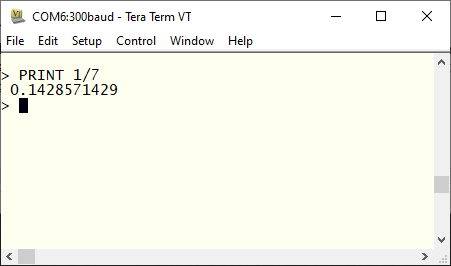 COM6:300baud - Tera Term VT
File Edit Setup Control Window Help
> PRINT 1/7
0.1428571429
>